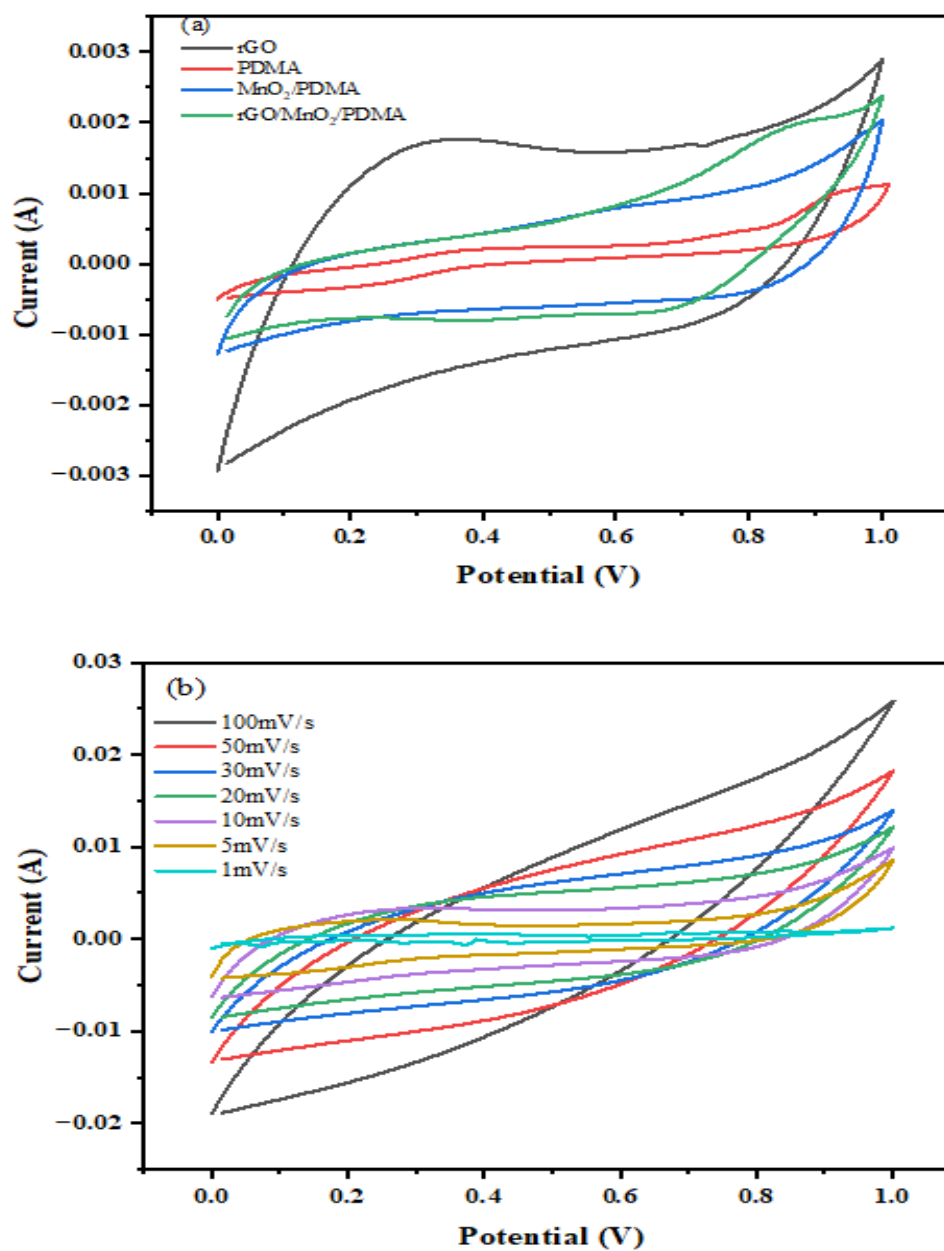 (a)
rGO
PDMA
MnO₂/PDMA
rGO/MnO₂/PDMA
0.003
0.002
0.001
0.000
−0.001
−0.002
−0.003
Current (A)
0.0 0.2 0.4 0.6 0.8 1.0
Potential (V)
(b)
100mV/s
50mV/s
30mV/s
20mV/s
10mV/s
5mV/s
1mV/s
0.03
0.02
0.01
0.00
−0.01
−0.02
Current (A)
0.0 0.2 0.4 0.6 0.8 1.0
Potential (V)